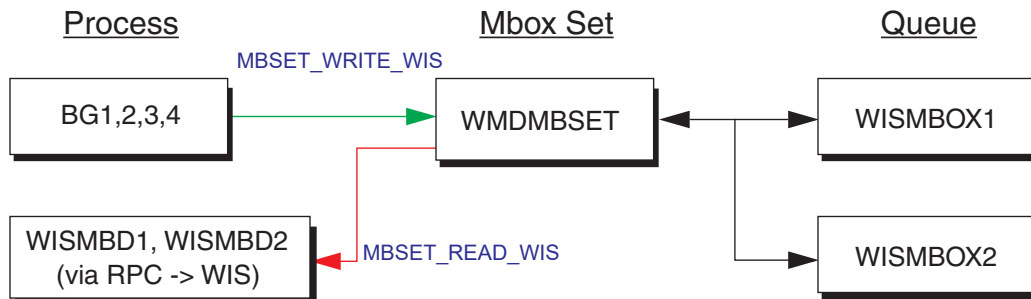 Process
Mbox Set
Queue
MBSET_WRITE_WIS
BG1,2,3,4
WMDMBSET
WISMBOX1
WISMBD1, WISMBD2
(via RPC -> WIS)
MBSET_READ_WIS
WISMBOX2